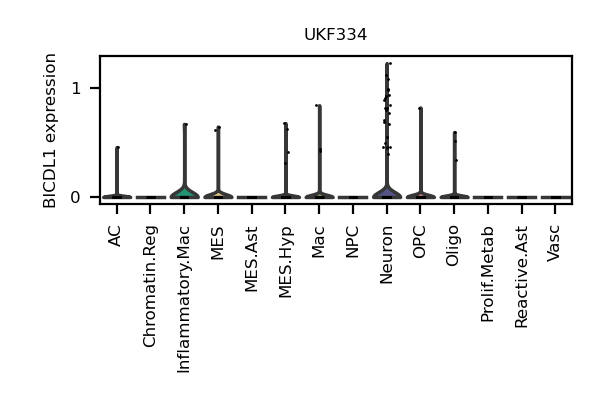 UKF334
BICDL1 expression
1
0
AC
Chromatin.Reg
Inflammatory.Mac
MES
MES.Ast
MES.Hyp
Mac
NPC
Neuron
OPC
Oligo
Prolif.Metab
Reactive.Ast
Vasc